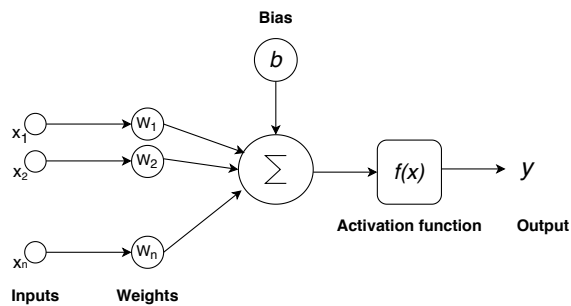 Bias
b
x1
W1
x2
W2
Σ
f(x)
y
Activation function
Output
xn
Wn
Inputs
Weights